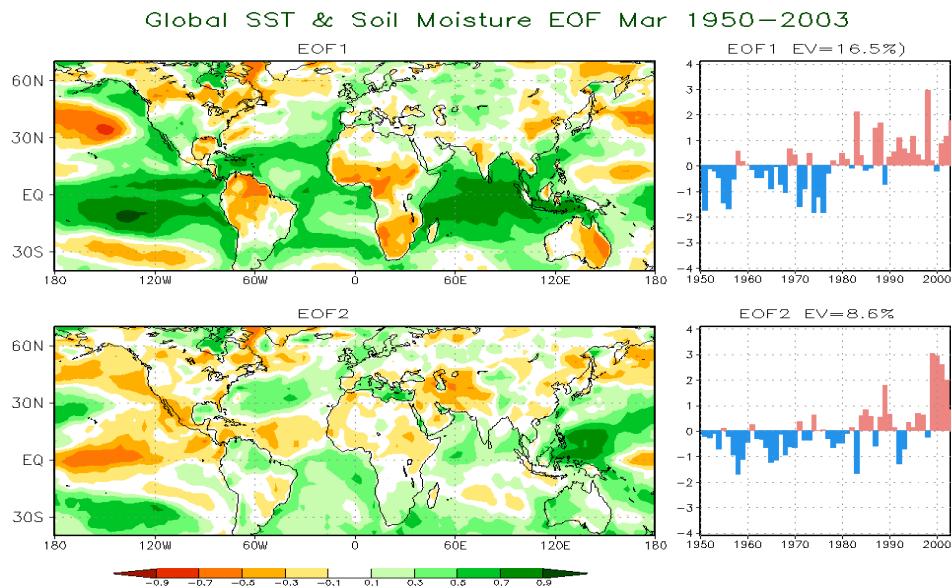 Global SST & Soil Moisture EOF Mar 1950–2003
EOF1
EOF1 EV=16.5%)
60N
30N
EQ
30S
180 120W 60W 0 60E 120E 180
4
3
2
1
0
−1
−2
−3
−4
1950 1960 1970 1980 1990 2000
EOF2
EOF2 EV=8.6%
60N
30N
EQ
30S
180 120W 60W 0 60E 120E 180
4
3
2
1
0
−1
−2
−3
−4
1950 1960 1970 1980 1990 2000
−0.9 −0.7 −0.5 −0.3 −0.1 0.1 0.3 0.5 0.7 0.9